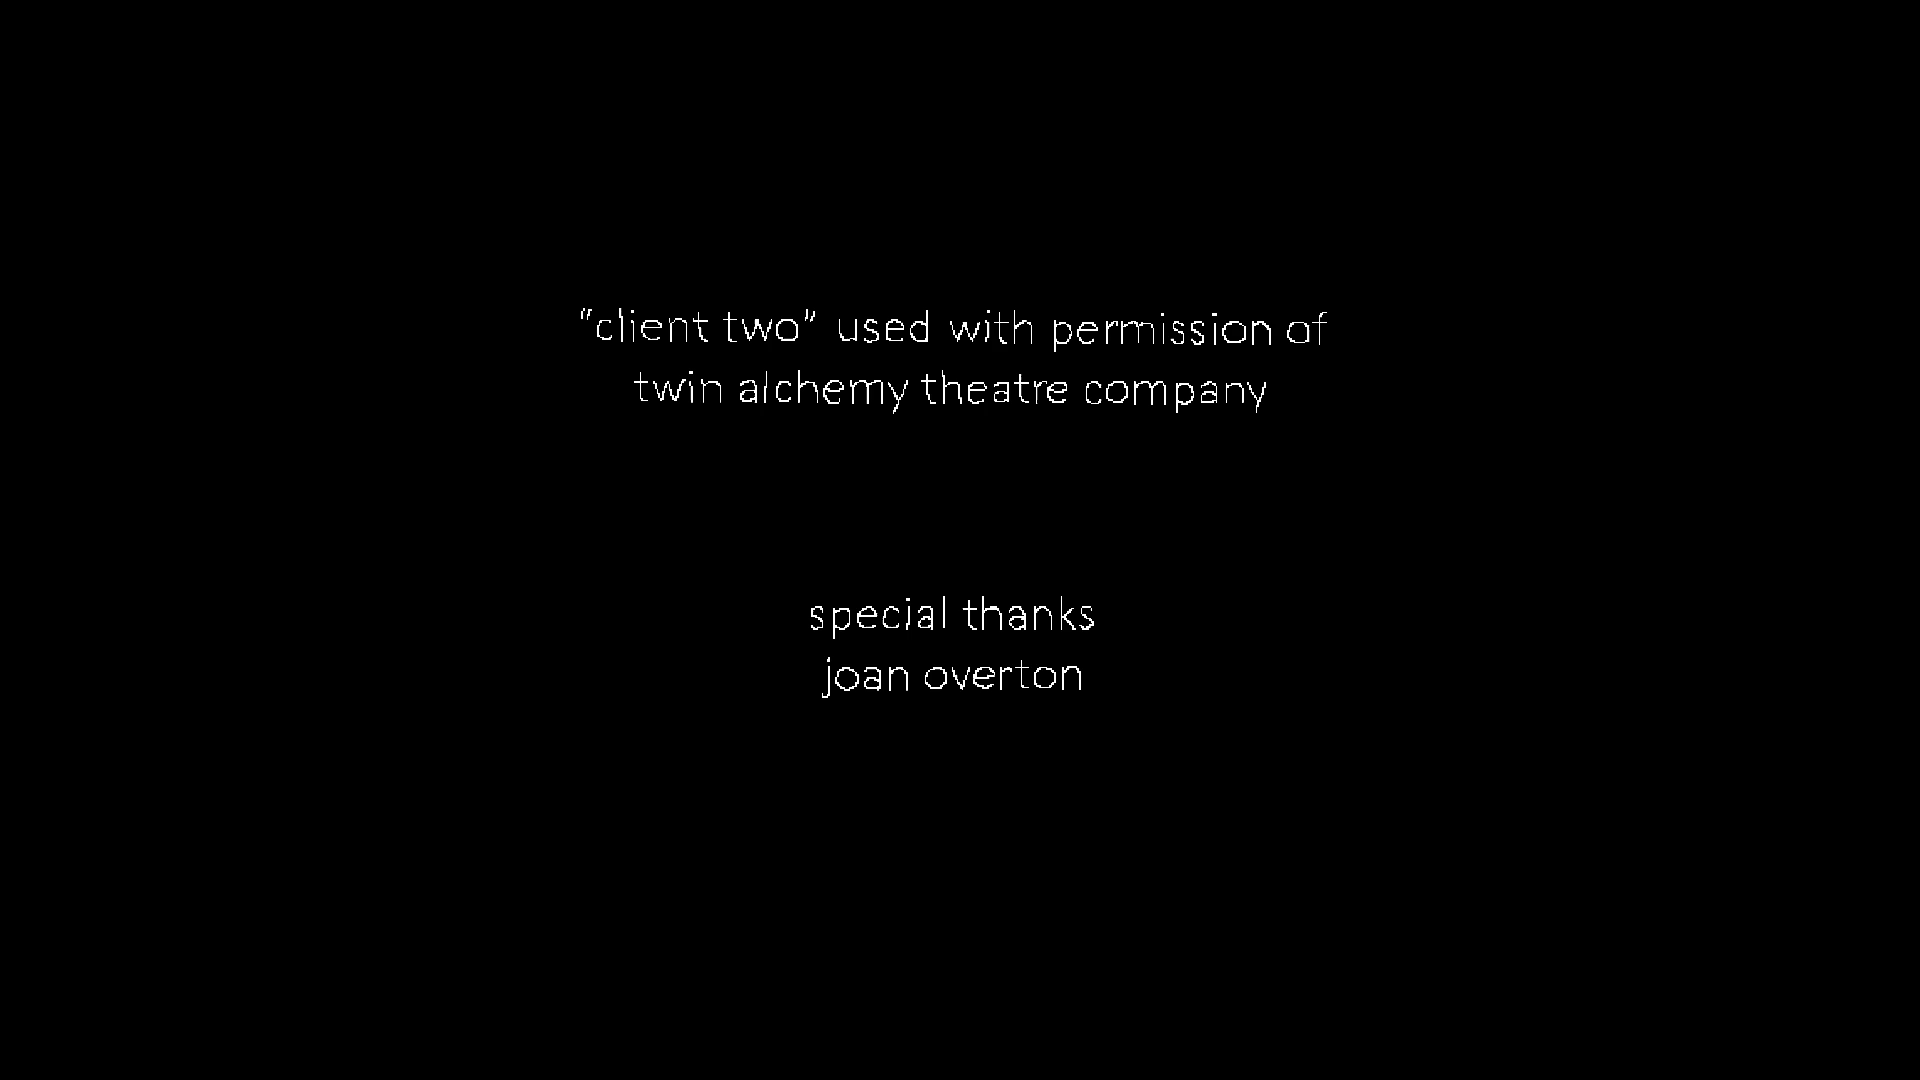 "client two" used with permission of
twin alchemy theatre company
special thanks
joan overton